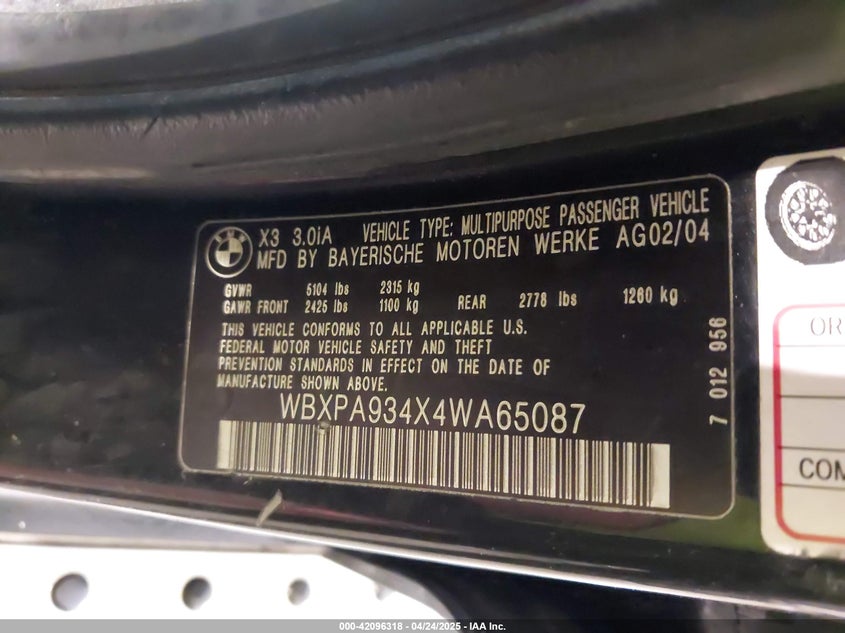 BMW
X3 3.0iA VEHICLE TYPE: MULTIPURPOSE PASSENGER VEHICLE
MFD BY BAYERISCHE MOTOREN WERKE AG02/04
GVWR 5104 lbs 2315 kg
GAWR FRONT 2425 lbs 1100 kg REAR 2778 lbs 1260 kg
THIS VEHICLE CONFORMS TO ALL APPLICABLE U.S.
FEDERAL MOTOR VEHICLE SAFETY AND THEFT
PREVENTION STANDARDS IN EFFECT ON THE DATE OF
MANUFACTURE SHOWN ABOVE.
WBXPA934X4WA65087
7 012 956
OR
COM
000-42096318 - 04/24/2025 - IAA Inc.